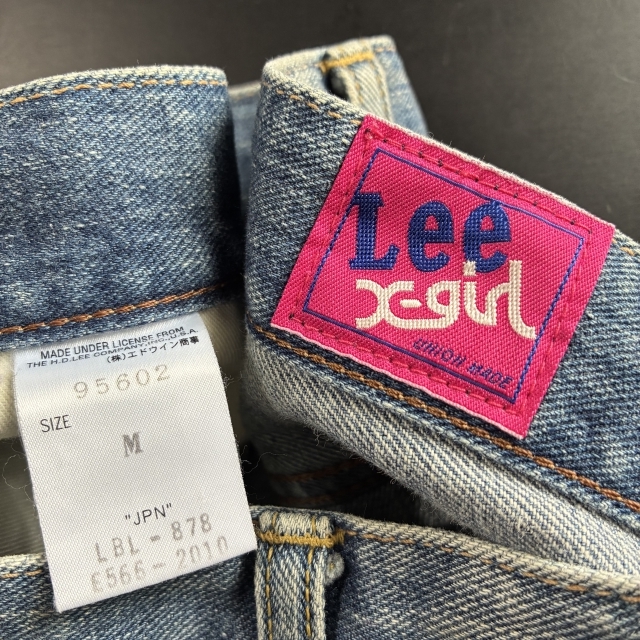 MADE UNDER LICENSE FROM
THE H.D.LEE COMPANY,INC.,U.S.A.
(株)エドウイン商事
95602
SIZE
M
"JPN"
LBL-878
E566-2010
Lee
x-girl
UNION MADE